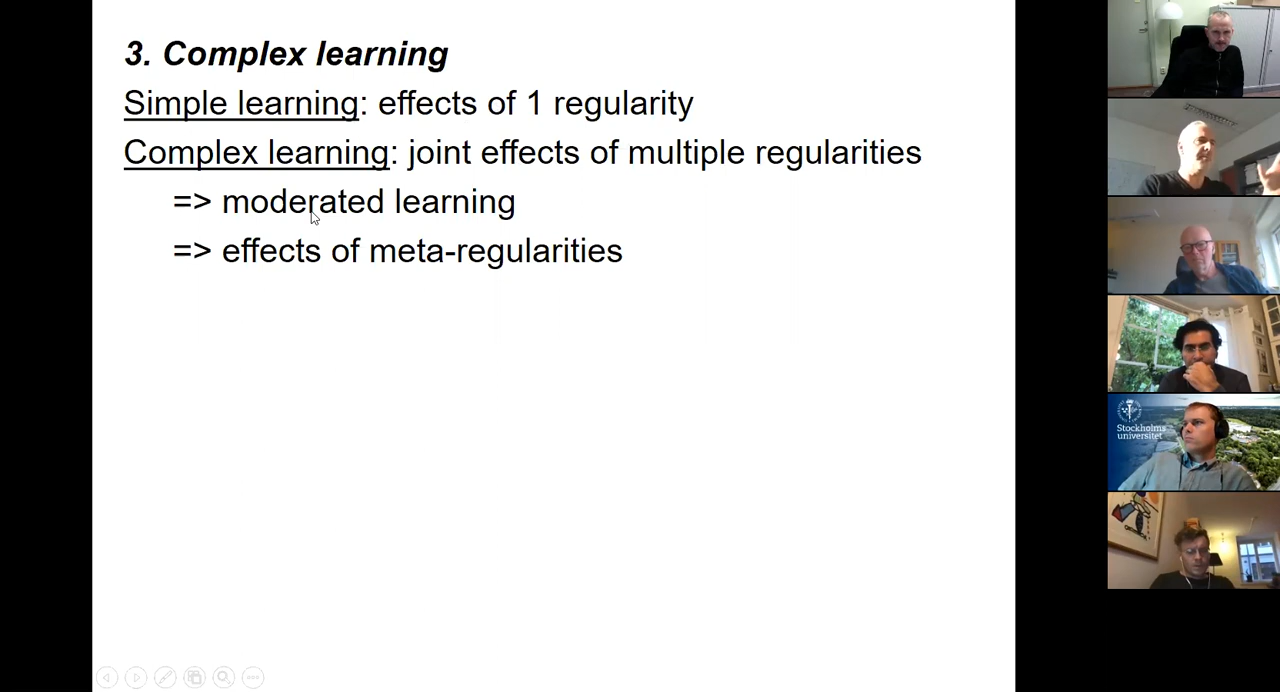 3. Complex learning
Simple learning: effects of 1 regularity
Complex learning: joint effects of multiple regularities
=> moderated learning
=> effects of meta-regularities
Stockholms
universitet